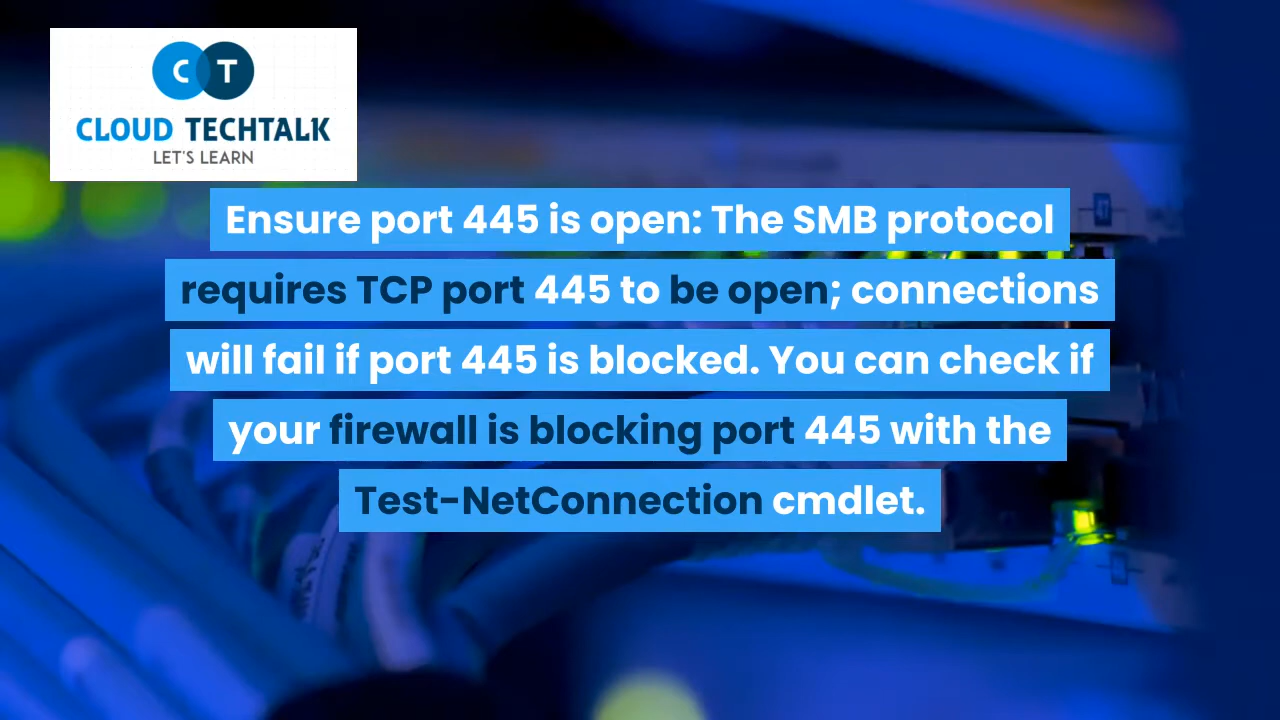 CT
CLOUD TECHTALK
LET'S LEARN
Ensure port 445 is open: The SMB protocol
requires TCP port 445 to be open; connections
will fail if port 445 is blocked. You can check if
your firewall is blocking port 445 with the
Test-NetConnection cmdlet.